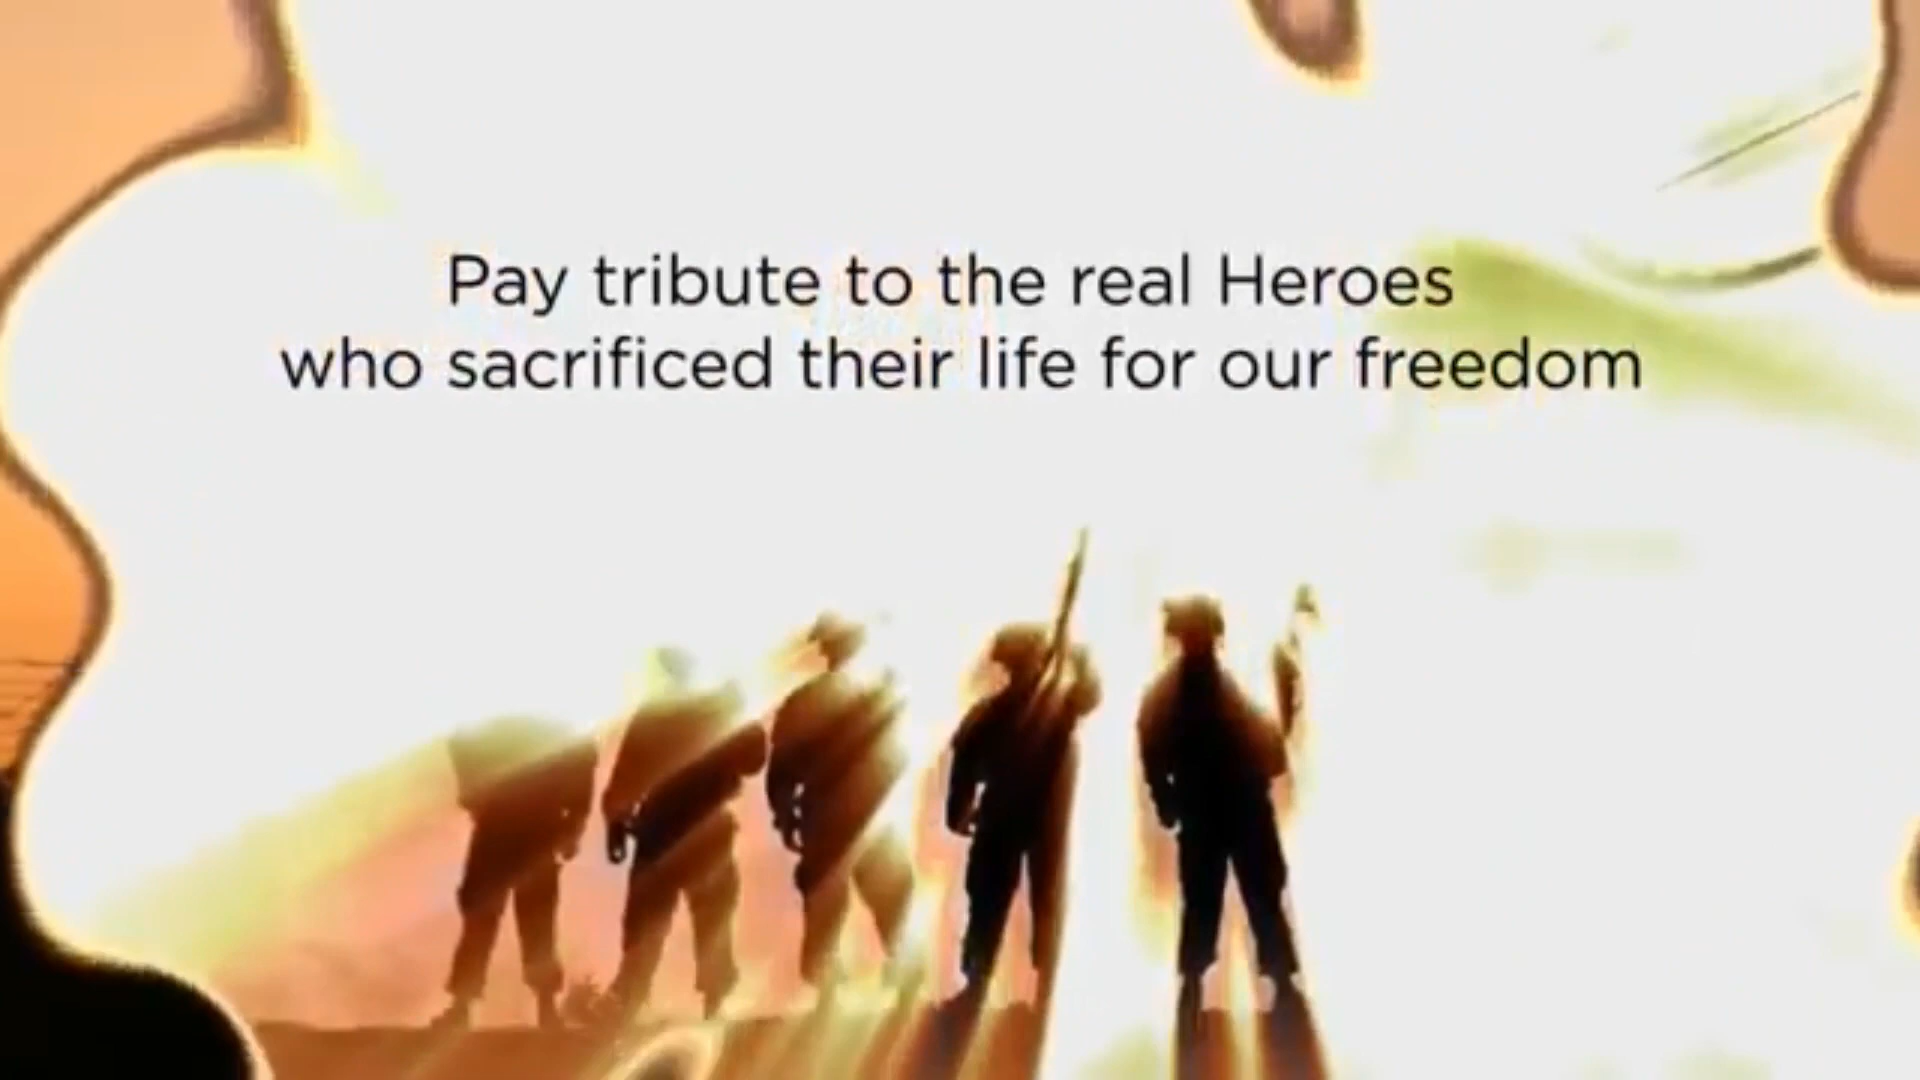 Pay tribute to the real Heroes
who sacrificed their life for our freedom